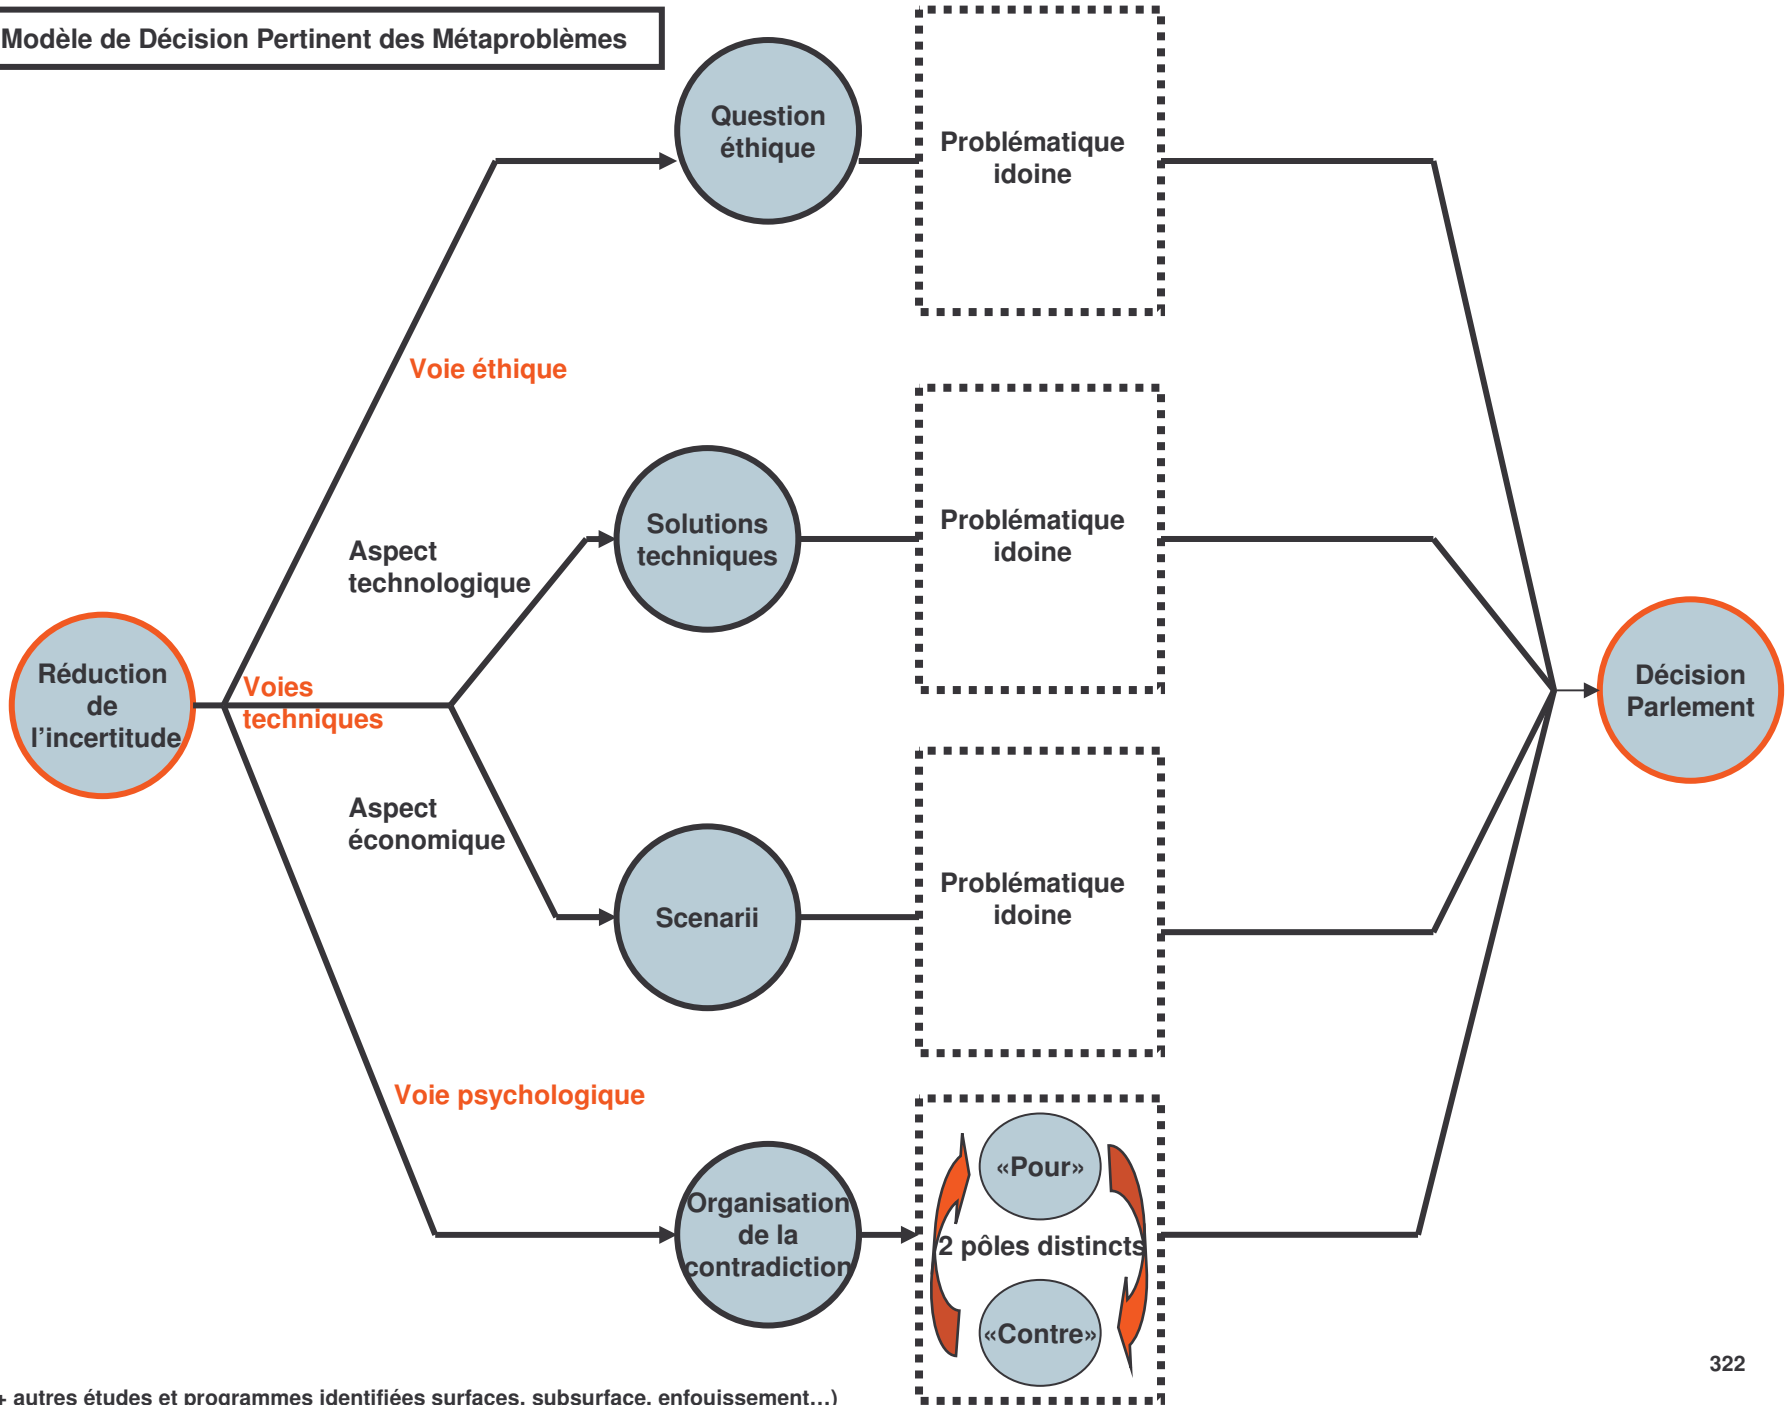 Modèle de Décision Pertinent des Métaproblèmes
Question
éthique
Problématique
idoine
Voie éthique
Aspect
technologique
Solutions
techniques
Problématique
idoine
Réduction
de
l’incertitude
Voies
techniques
Décision
Parlement
Aspect
économique
Scenarii
Problématique
idoine
Voie psychologique
Organisation
de la
contradiction
«Pour»
2 pôles distincts
«Contre»
322
+ autres études et programmes identifiées surfaces, subsurface, enfouissement…)